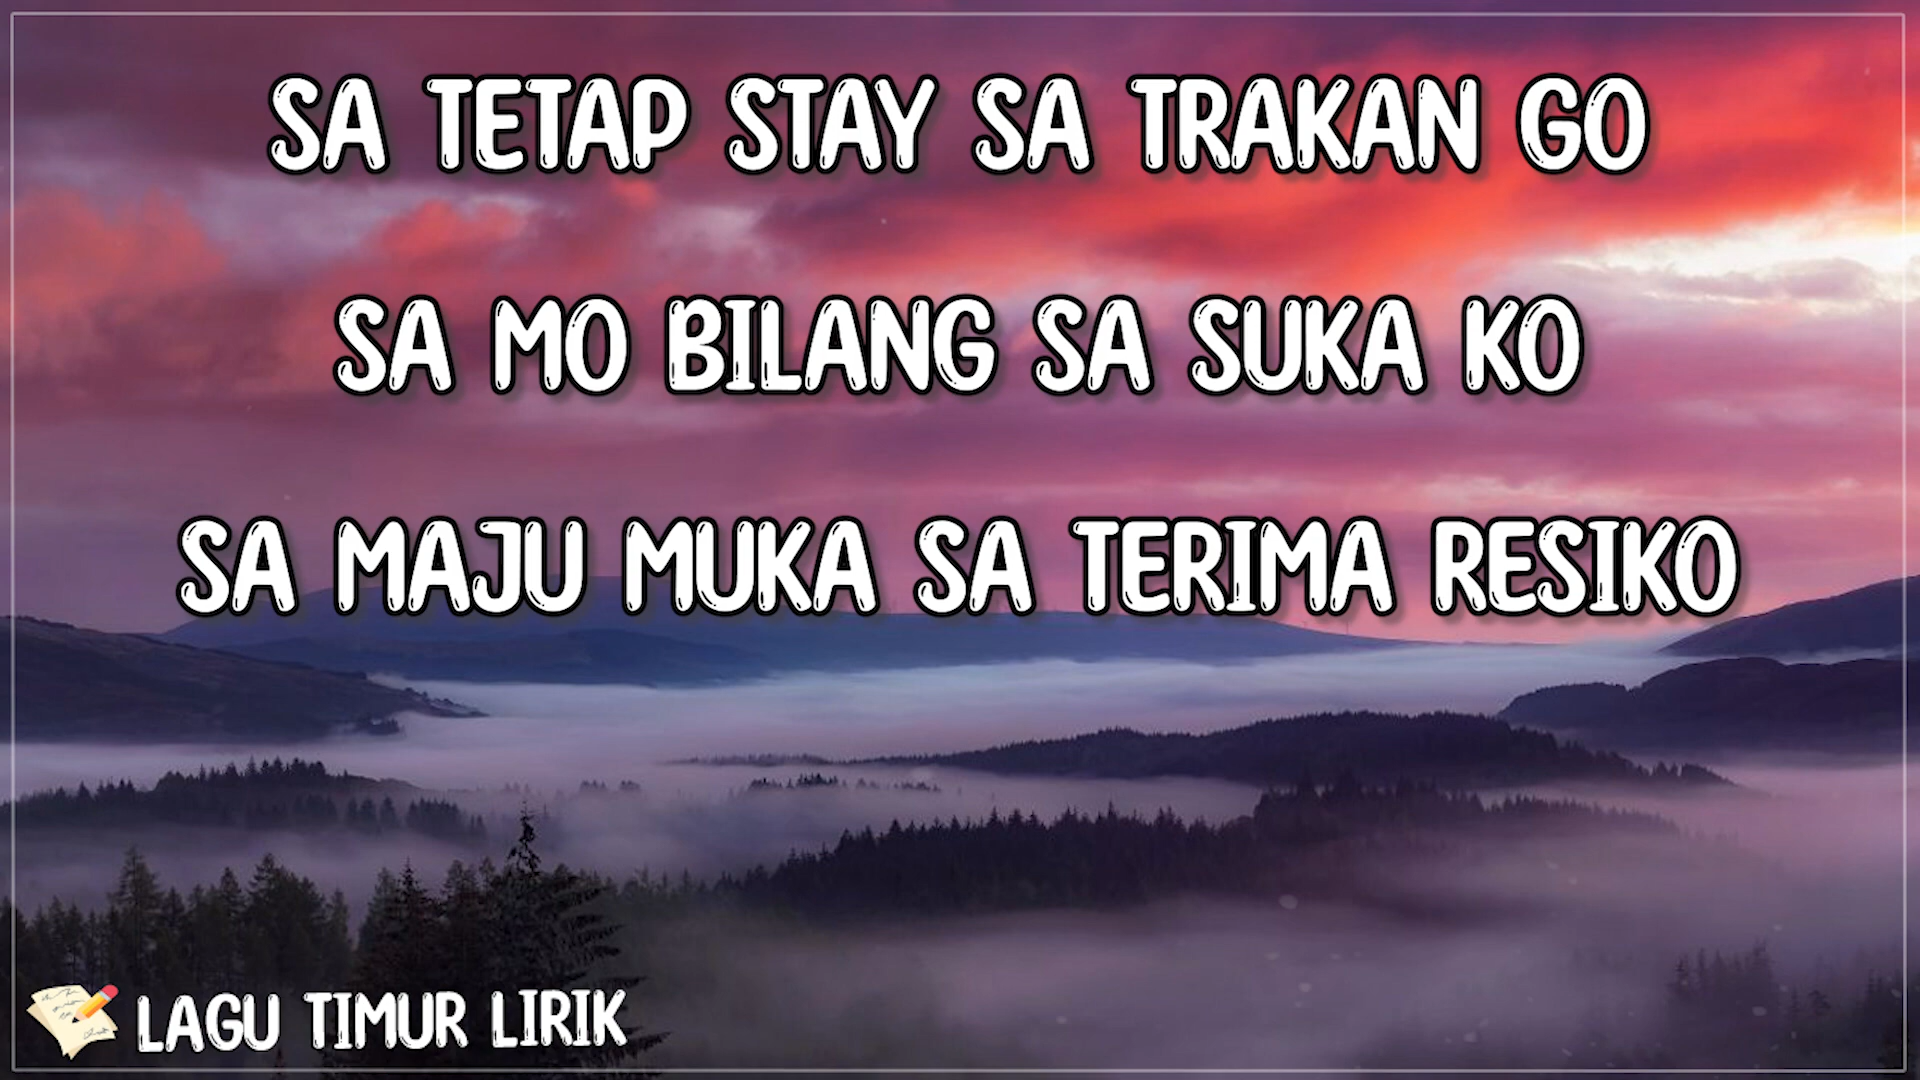 SA TETAP STAY SA TRAKAN GO
SA MO BILANG SA SUKA KO
SA MAJU MUKA SA TERIMA RESIKO
LAGU TIMUR LIRIK